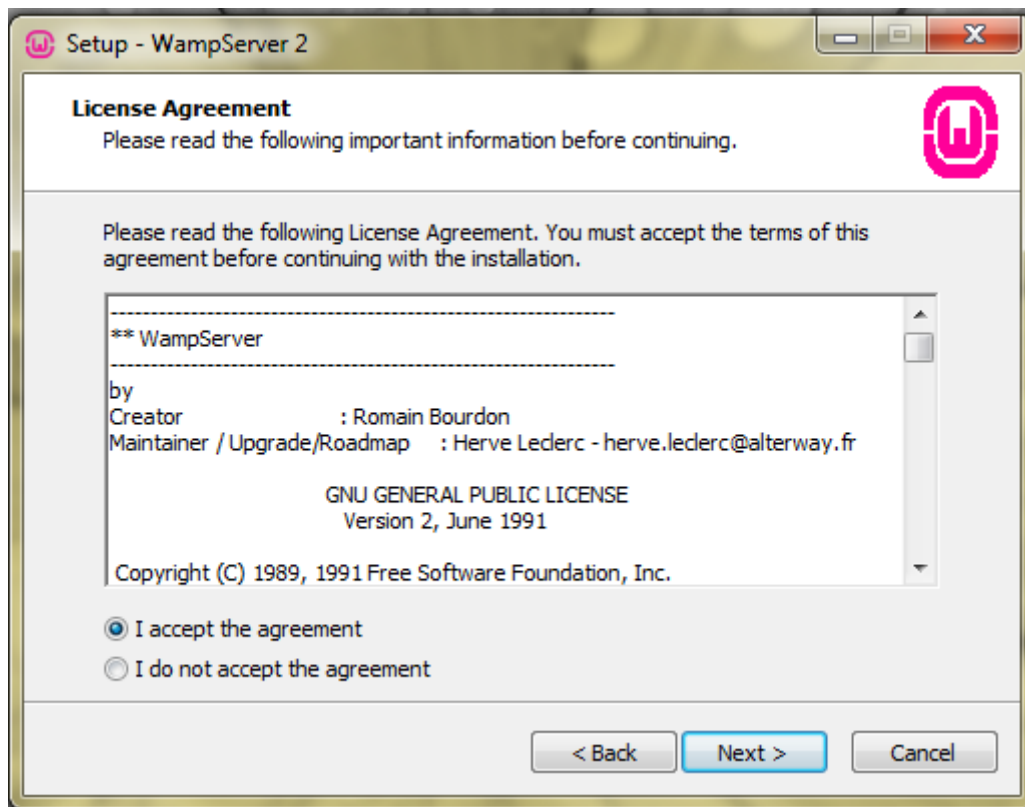 Setup - WampServer 2
License Agreement
Please read the following important information before continuing.
Please read the following License Agreement. You must accept the terms of this
agreement before continuing with the installation.
---------------------------------------------------------------
** WampServer
---------------------------------------------------------------
by
Creator : Romain Bourdon
Maintainer / Upgrade/Roadmap : Herve Leclerc - herve.leclerc@alterway.fr
GNU GENERAL PUBLIC LICENSE
Version 2, June 1991
Copyright (C) 1989, 1991 Free Software Foundation, Inc.
I accept the agreement
I do not accept the agreement
< Back Next > Cancel